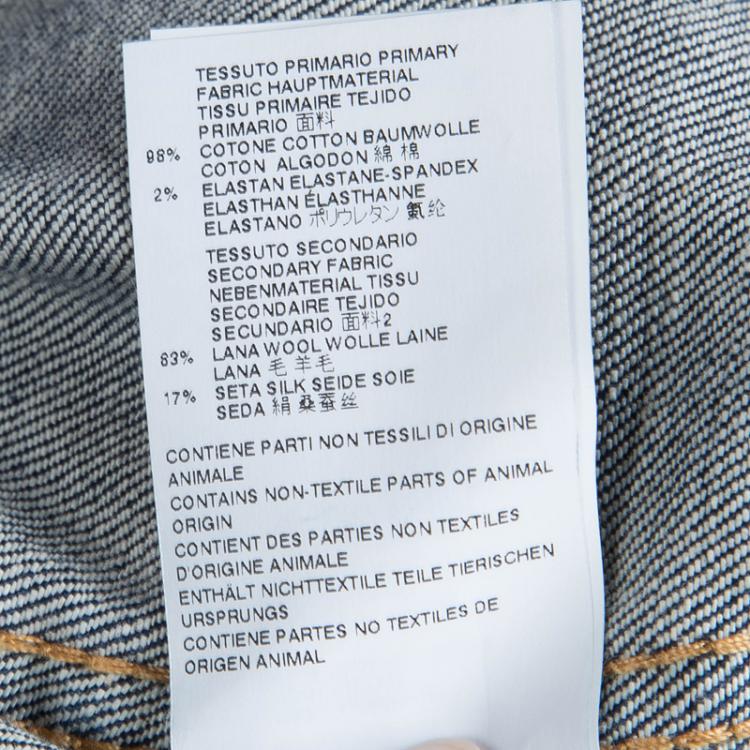 TESSUTO PRIMARIO PRIMARY
FABRIC HAUPTMATERIAL
TISSU PRIMAIRE TEJIDO
PRIMARIO 面料
98% COTONE COTTON BAUMWOLLE
COTON ALGODON 綿 棉
2% ELASTAN ELASTANE-SPANDEX
ELASTHAN ÉLASTHANNE
ELASTANO ポリウレタン 氨纶
TESSUTO SECONDARIO
SECONDARY FABRIC
NEBENMATERIAL TISSU
SECONDAIRE TEJIDO
SECUNDARIO 面料2
83% LANA WOOL WOLLE LAINE
LANA 毛 羊毛
17% SETA SILK SEIDE SOIE
SEDA 絹 桑蚕丝
CONTIENE PARTI NON TESSILI DI ORIGINE
ANIMALE
CONTAINS NON-TEXTILE PARTS OF ANIMAL
ORIGIN
CONTIENT DES PARTIES NON TEXTILES
D'ORIGINE ANIMALE
ENTHÄLT NICHTTEXTILE TEILE TIERISCHEN
URSPRUNGS
CONTIENE PARTES NO TEXTILES DE
ORIGEN ANIMAL